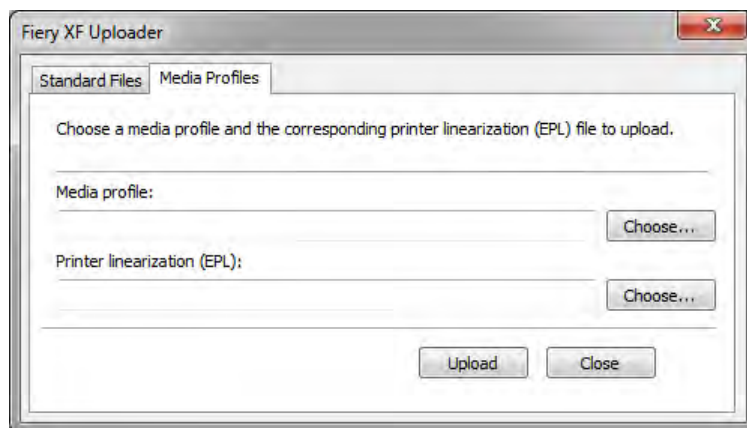 Fiery XF Uploader
Standard Files
Media Profiles
Choose a media profile and the corresponding printer linearization (EPL) file to upload.
Media profile:
Choose...
Printer linearization (EPL):
Choose...
Upload
Close